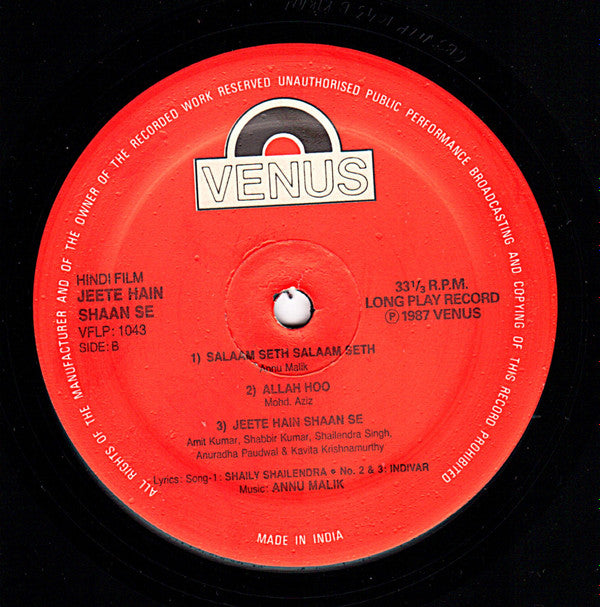 ALL RIGHTS OF THE MANUFACTURER AND OF THE OWNER OF THE RECORDED WORK RESERVED UNAUTHORISED PUBLIC PERFORMANCE BROADCASTING AND COPYING OF THIS RECORD PROHIBITED
VENUS
HINDI FILM
JEETE HAIN
SHAAN SE
VFLP : 1043
SIDE: B
33⅓ R.P.M.
LONG PLAY RECORD
Ⓟ 1987 VENUS
1) SALAAM SETH SALAAM SETH
Annu Malik
2) ALLAH HOO
Mohd. Aziz
3) JEETE HAIN SHAAN SE
Amit Kumar, Shabbir Kumar, Shailendra Singh,
Anuradha Paudwal & Kavita Krishnamurthy
Lyrics: Song-1: SHAILY SHAILENDRA • No. 2 & 3: INDIVAR
Music: ANNU MALIK
MADE IN INDIA